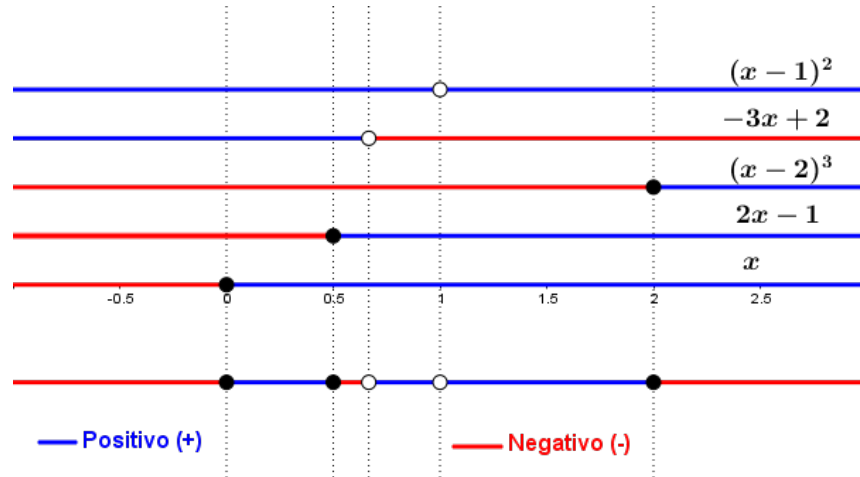 (x − 1)²
−3x + 2
(x − 2)³
2x − 1
x
-0.5 0 0.5 1 1.5 2 2.5
Positivo (+) Negativo (-)